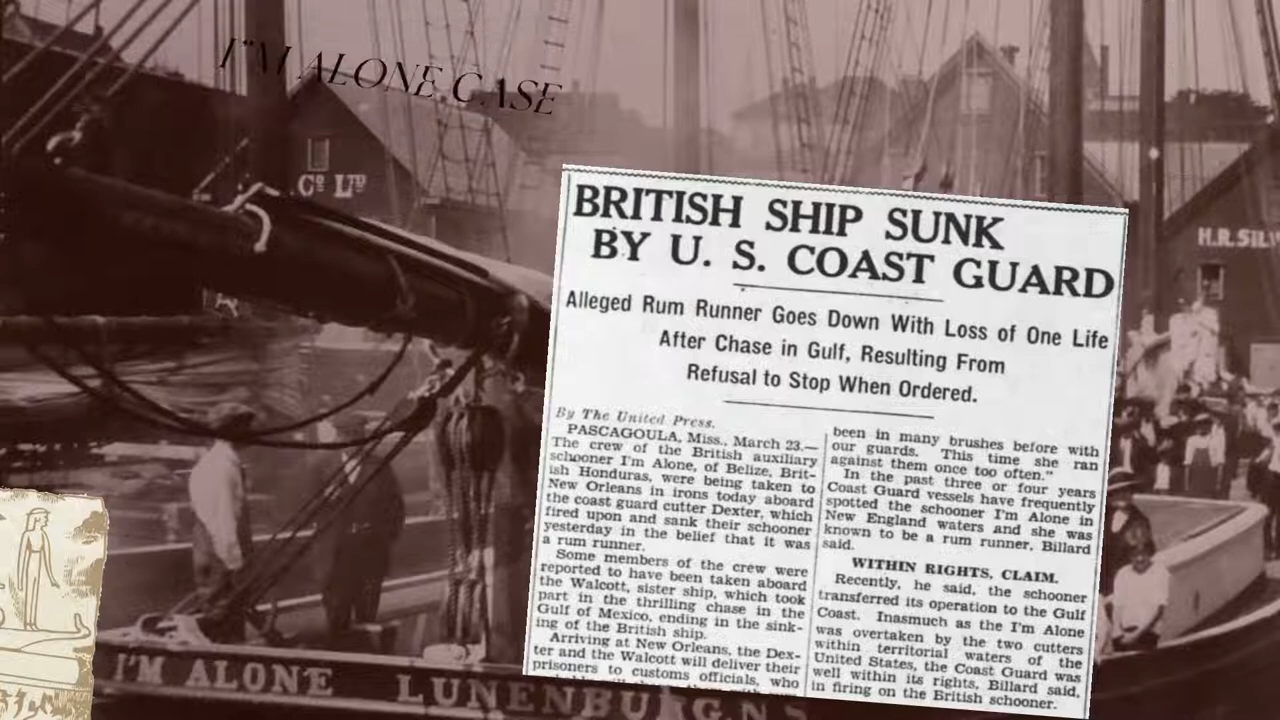 I'M ALONE CASE
Cº LTD
H.R.SIL
BRITISH SHIP SUNK
BY U. S. COAST GUARD
Alleged Rum Runner Goes Down With Loss of One Life
After Chase in Gulf, Resulting From
Refusal to Stop When Ordered.
By The United Press.
PASCAGOULA, Miss., March 23.—
The crew of the British auxiliary
schooner I'm Alone, of Belize, Brit-
ish Honduras, were being taken to
New Orleans in irons today aboard
the coast guard cutter Dexter, which
fired upon and sank their schooner
yesterday in the belief that it was
a rum runner.
Some members of the crew were
reported to have been taken aboard
the Walcott, sister ship, which took
part in the thrilling chase in the
Gulf of Mexico, ending in the sink-
ing of the British ship.
Arriving at New Orleans, the Dex-
ter and the Walcott will deliver their
prisoners to customs officials, who
been in many brushes before with
our guards. This time she ran
against them once too often."
In the past three or four years
Coast Guard vessels have frequently
spotted the schooner I'm Alone in
New England waters and she was
known to be a rum runner, Billard
said.
WITHIN RIGHTS, CLAIM.
Recently, he said, the schooner
transferred its operation to the Gulf
Coast. Inasmuch as the I'm Alone
was overtaken by the two cutters
within territorial waters of the
United States, the Coast Guard was
well within its rights, Billard said,
in firing on the British schooner.
I'M ALONE LUNENBURG.N.S